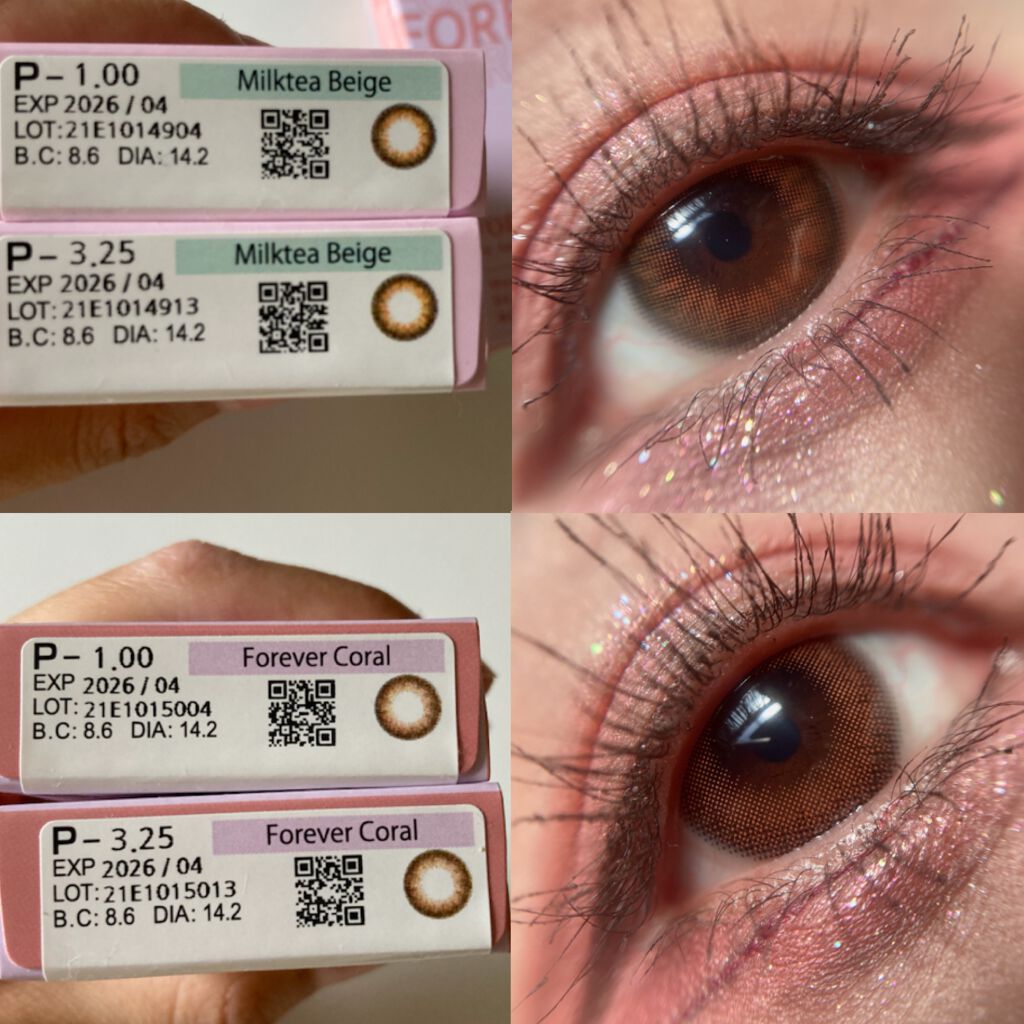 FOR
P - 1.00 Milktea Beige
EXP 2026 / 04
LOT: 21E1014904
B.C: 8.6 DIA: 14.2
P - 3.25 Milktea Beige
EXP 2026 / 04
LOT: 21E1014913
B.C: 8.6 DIA: 14.2
P - 1.00 Forever Coral
EXP 2026 / 04
LOT: 21E1015004
B.C: 8.6 DIA: 14.2
P - 3.25 Forever Coral
EXP 2026 / 04
LOT: 21E1015013
B.C: 8.6 DIA: 14.2